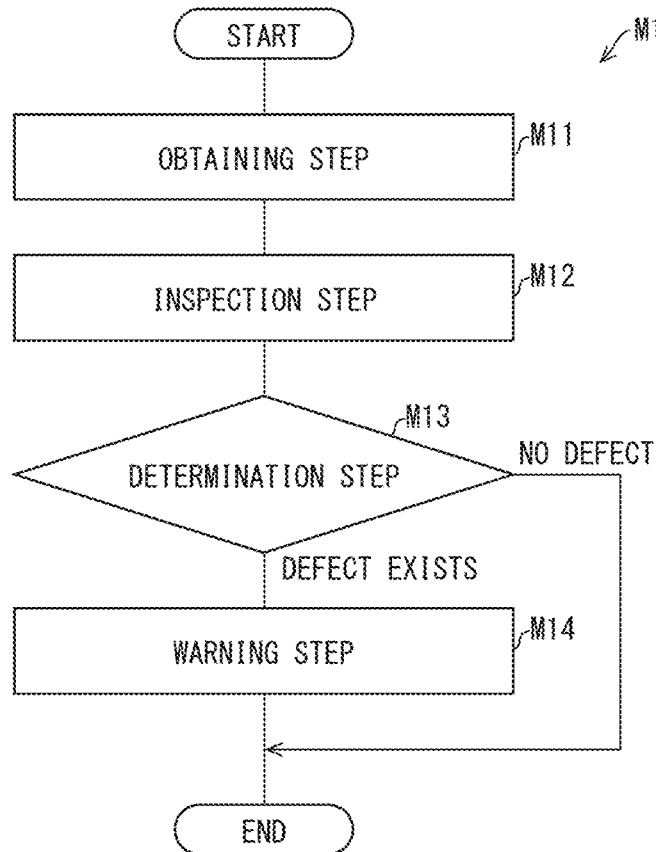 START
M1
OBTAINING STEP
M11
INSPECTION STEP
M12
M13
DETERMINATION STEP
NO DEFECT
DEFECT EXISTS
WARNING STEP
M14
END